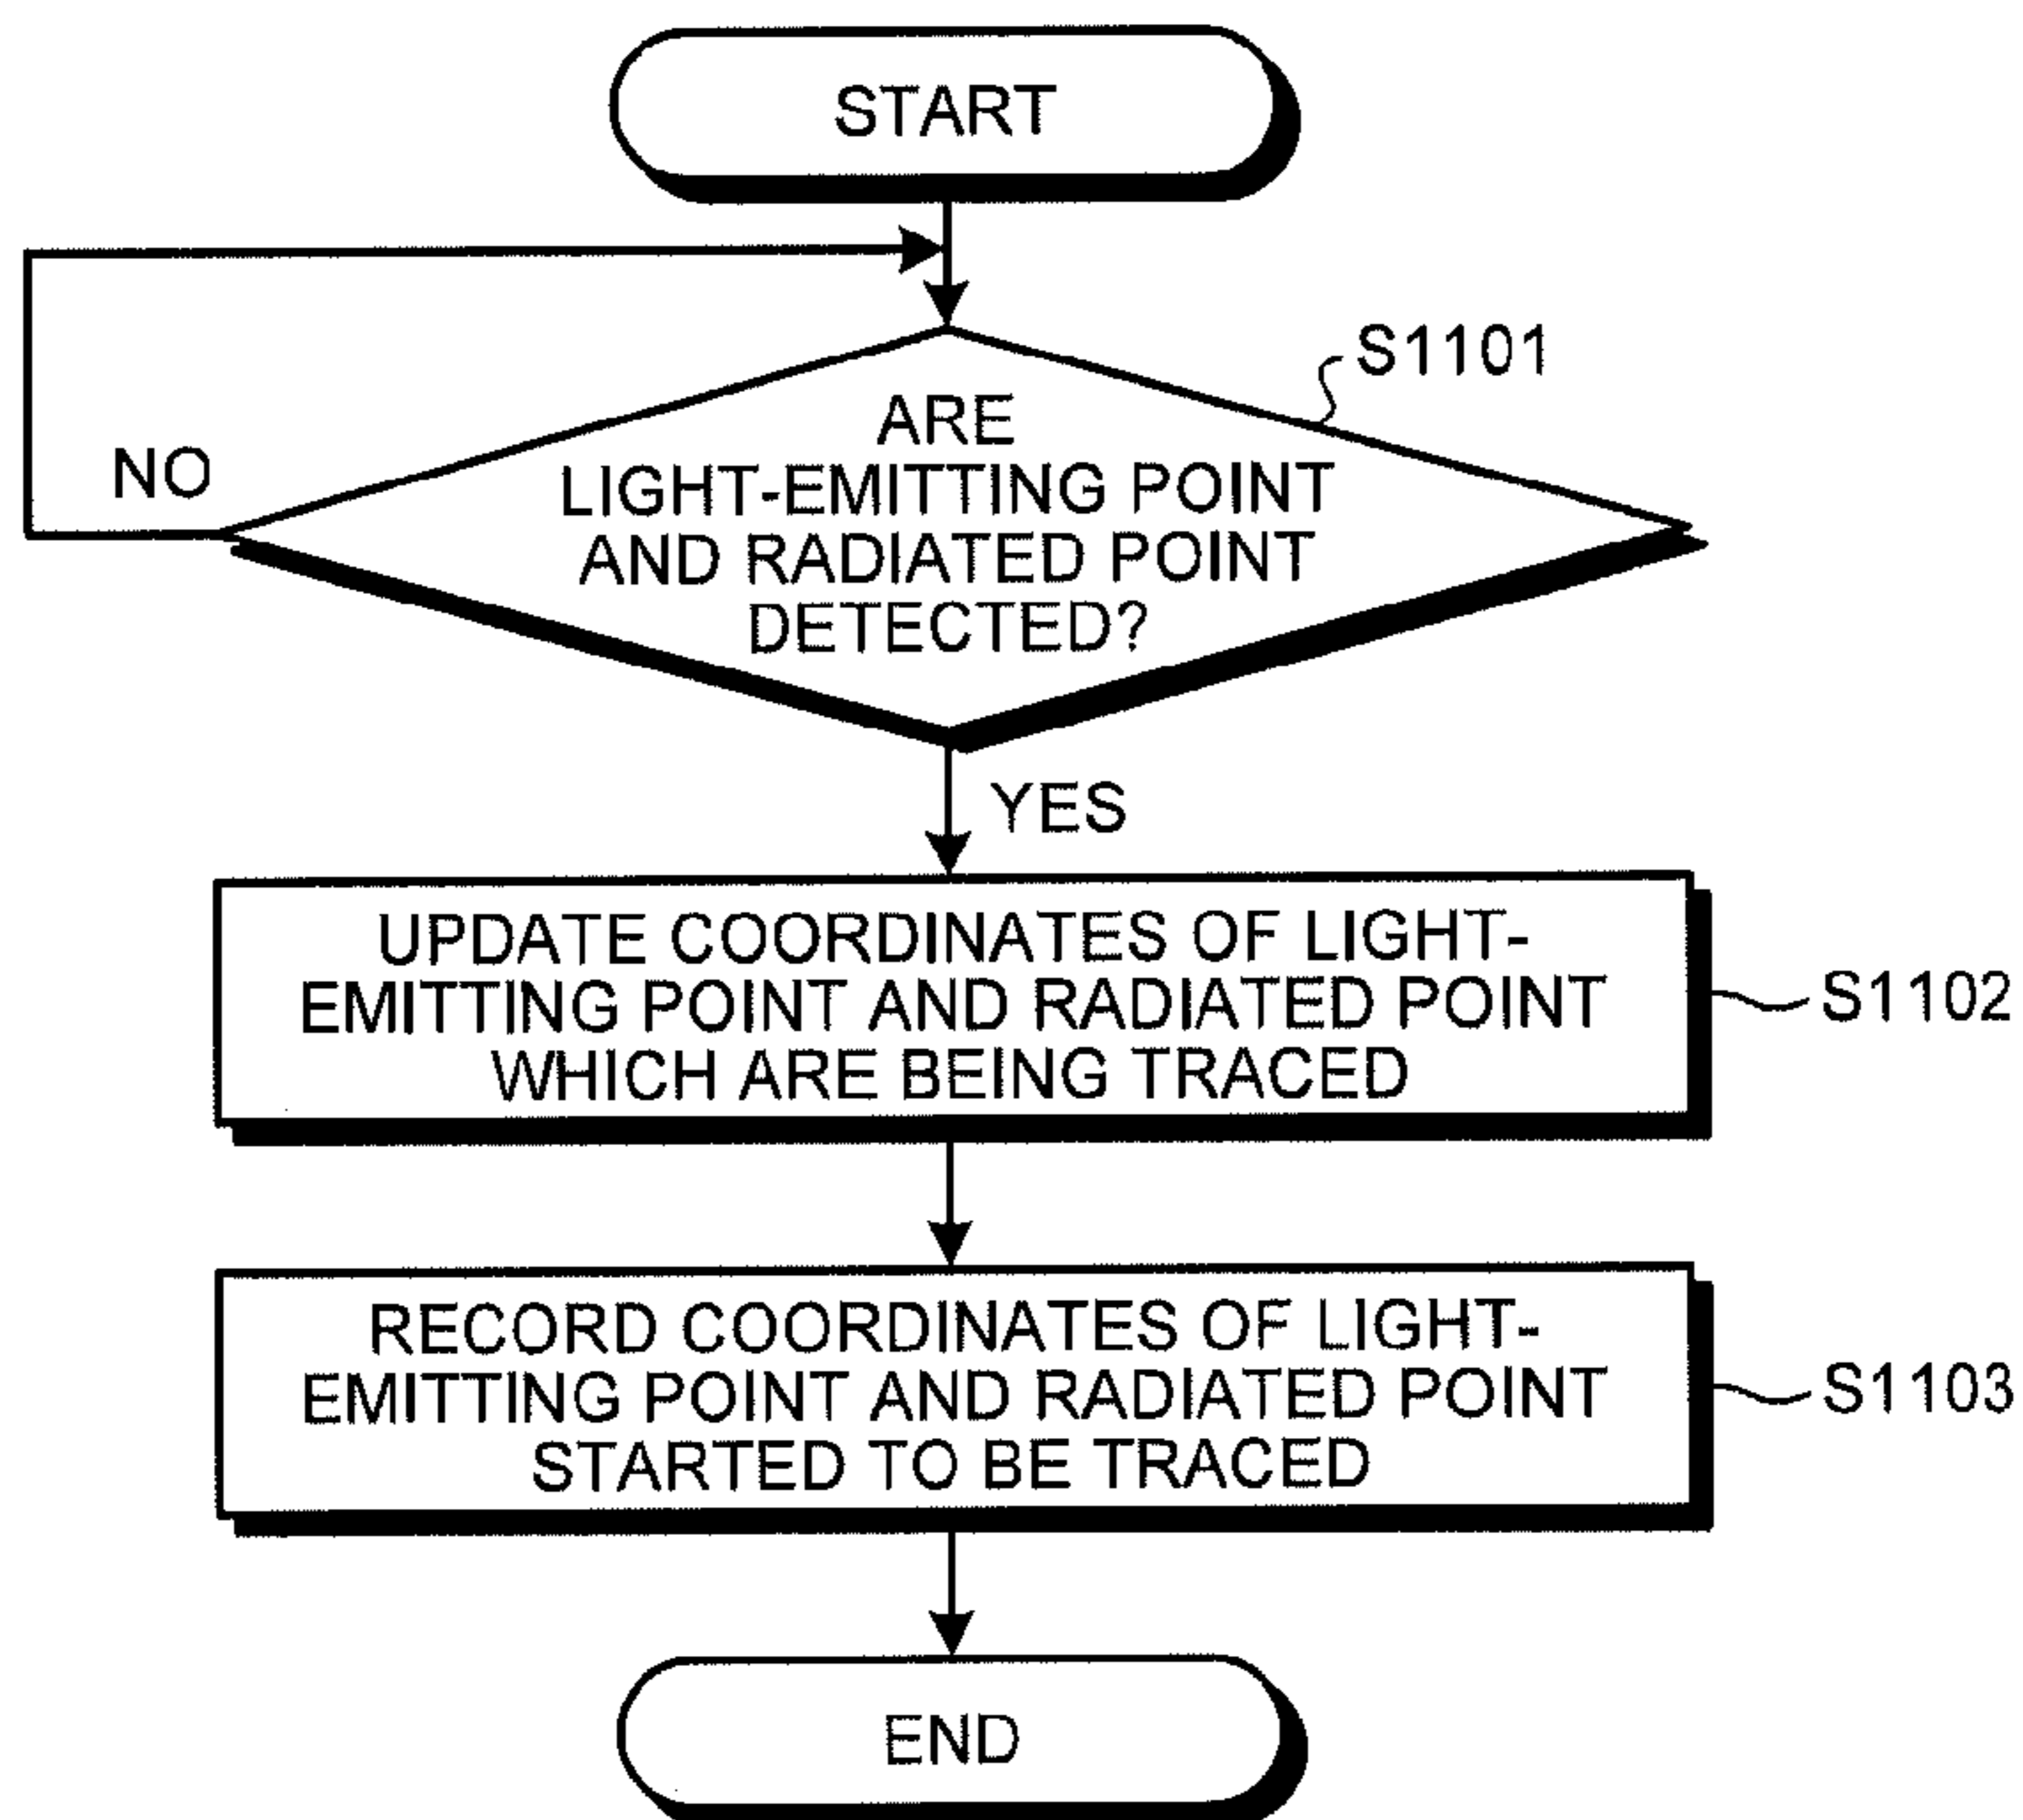 START
S1101
ARE
LIGHT-EMITTING POINT
AND RADIATED POINT
DETECTED?
NO
YES
UPDATE COORDINATES OF LIGHT-
EMITTING POINT AND RADIATED POINT
WHICH ARE BEING TRACED
S1102
RECORD COORDINATES OF LIGHT-
EMITTING POINT AND RADIATED POINT
STARTED TO BE TRACED
S1103
END